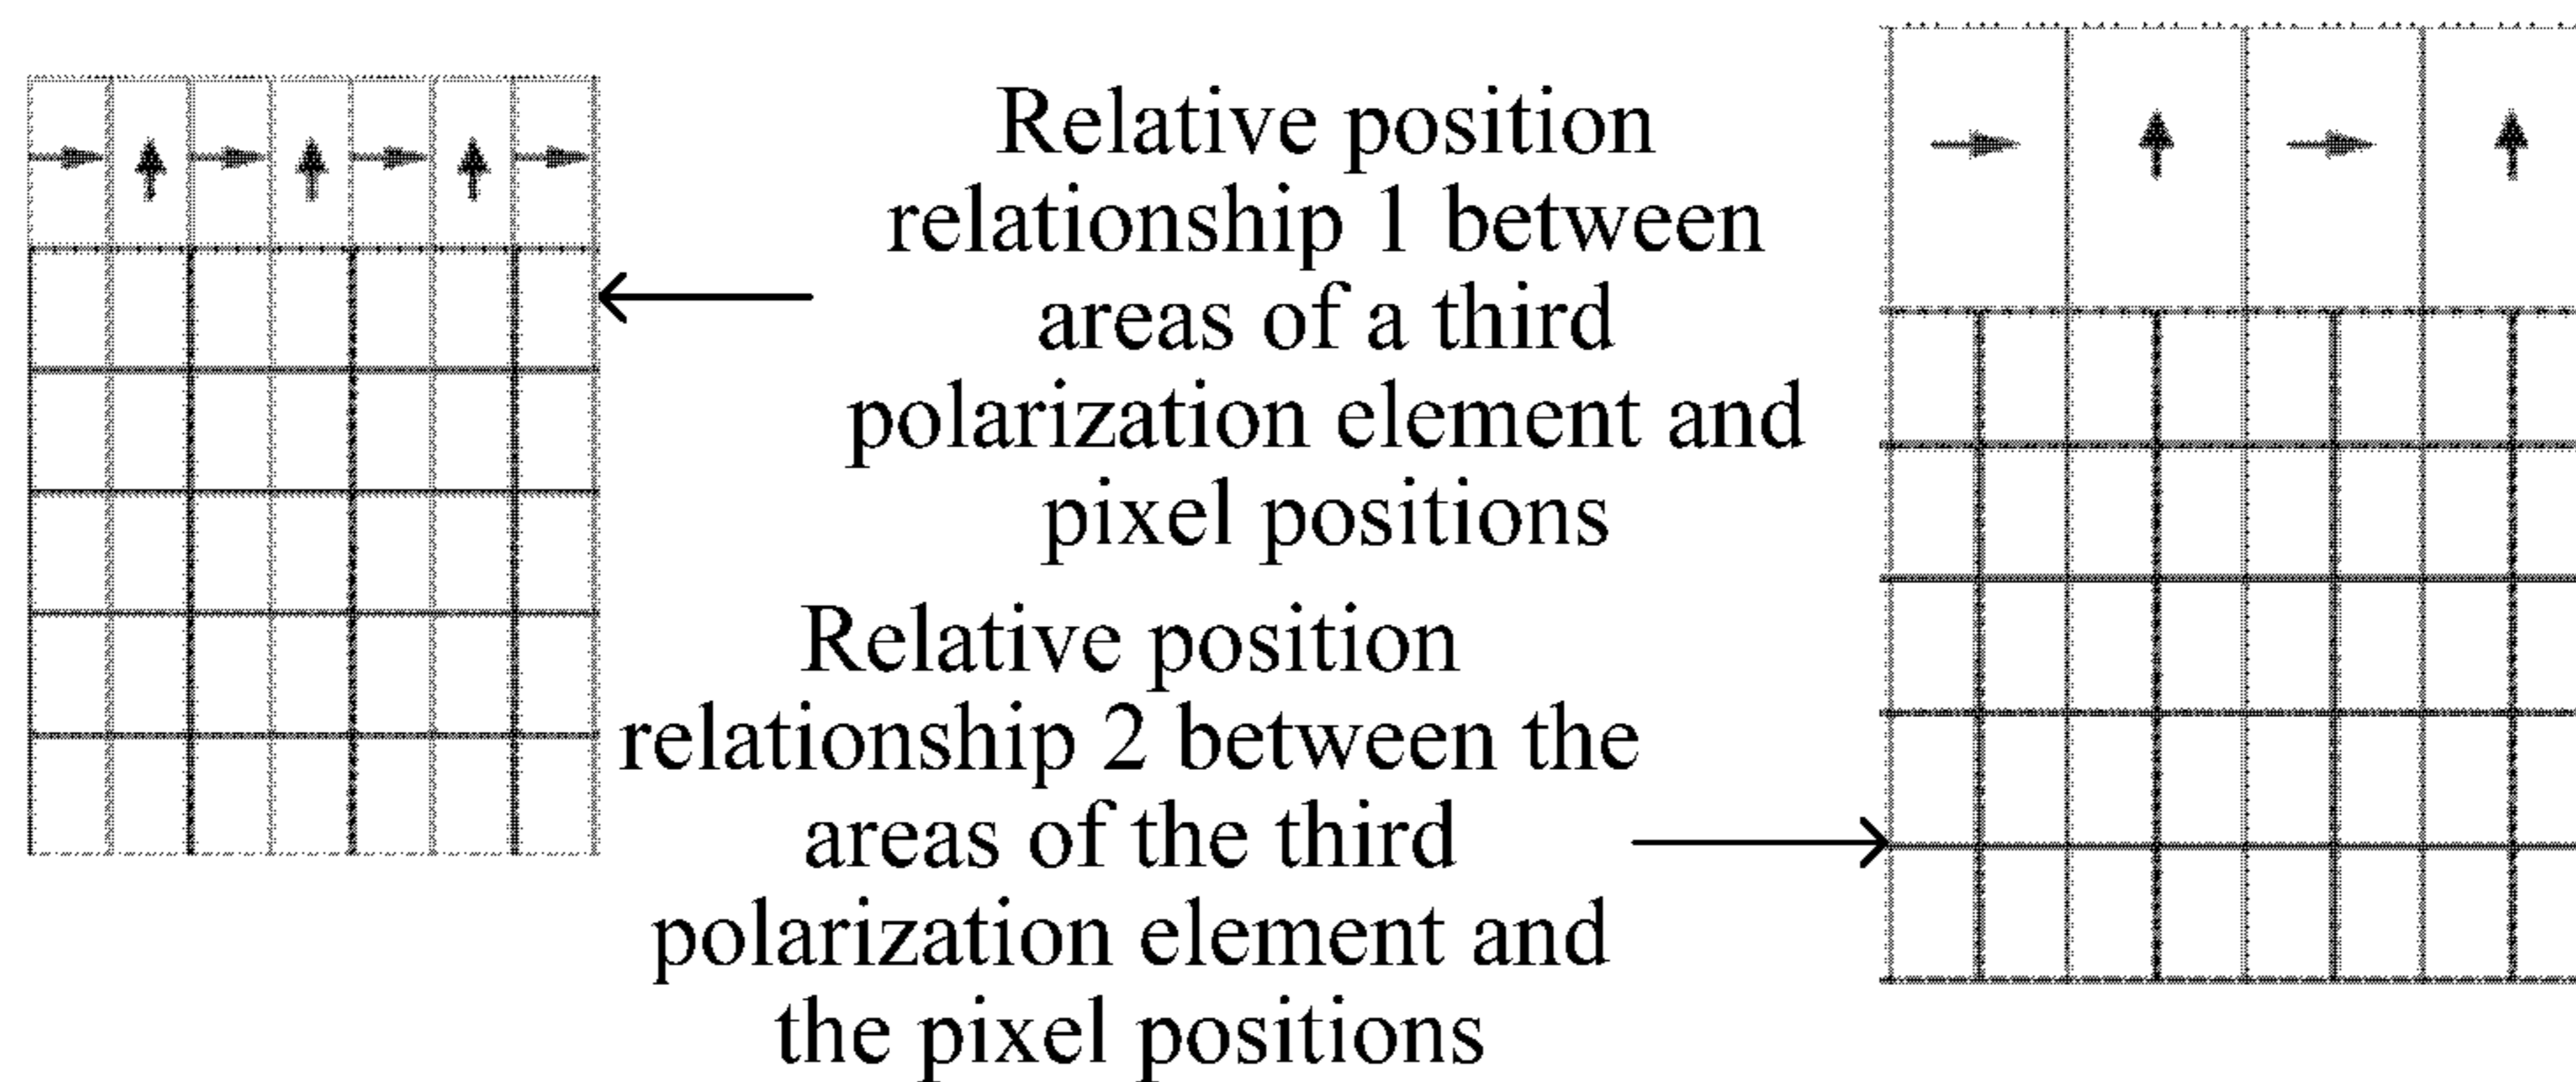 Relative position
relationship 1 between
areas of a third
polarization element and
pixel positions
Relative position
relationship 2 between the
areas of the third
polarization element and
the pixel positions